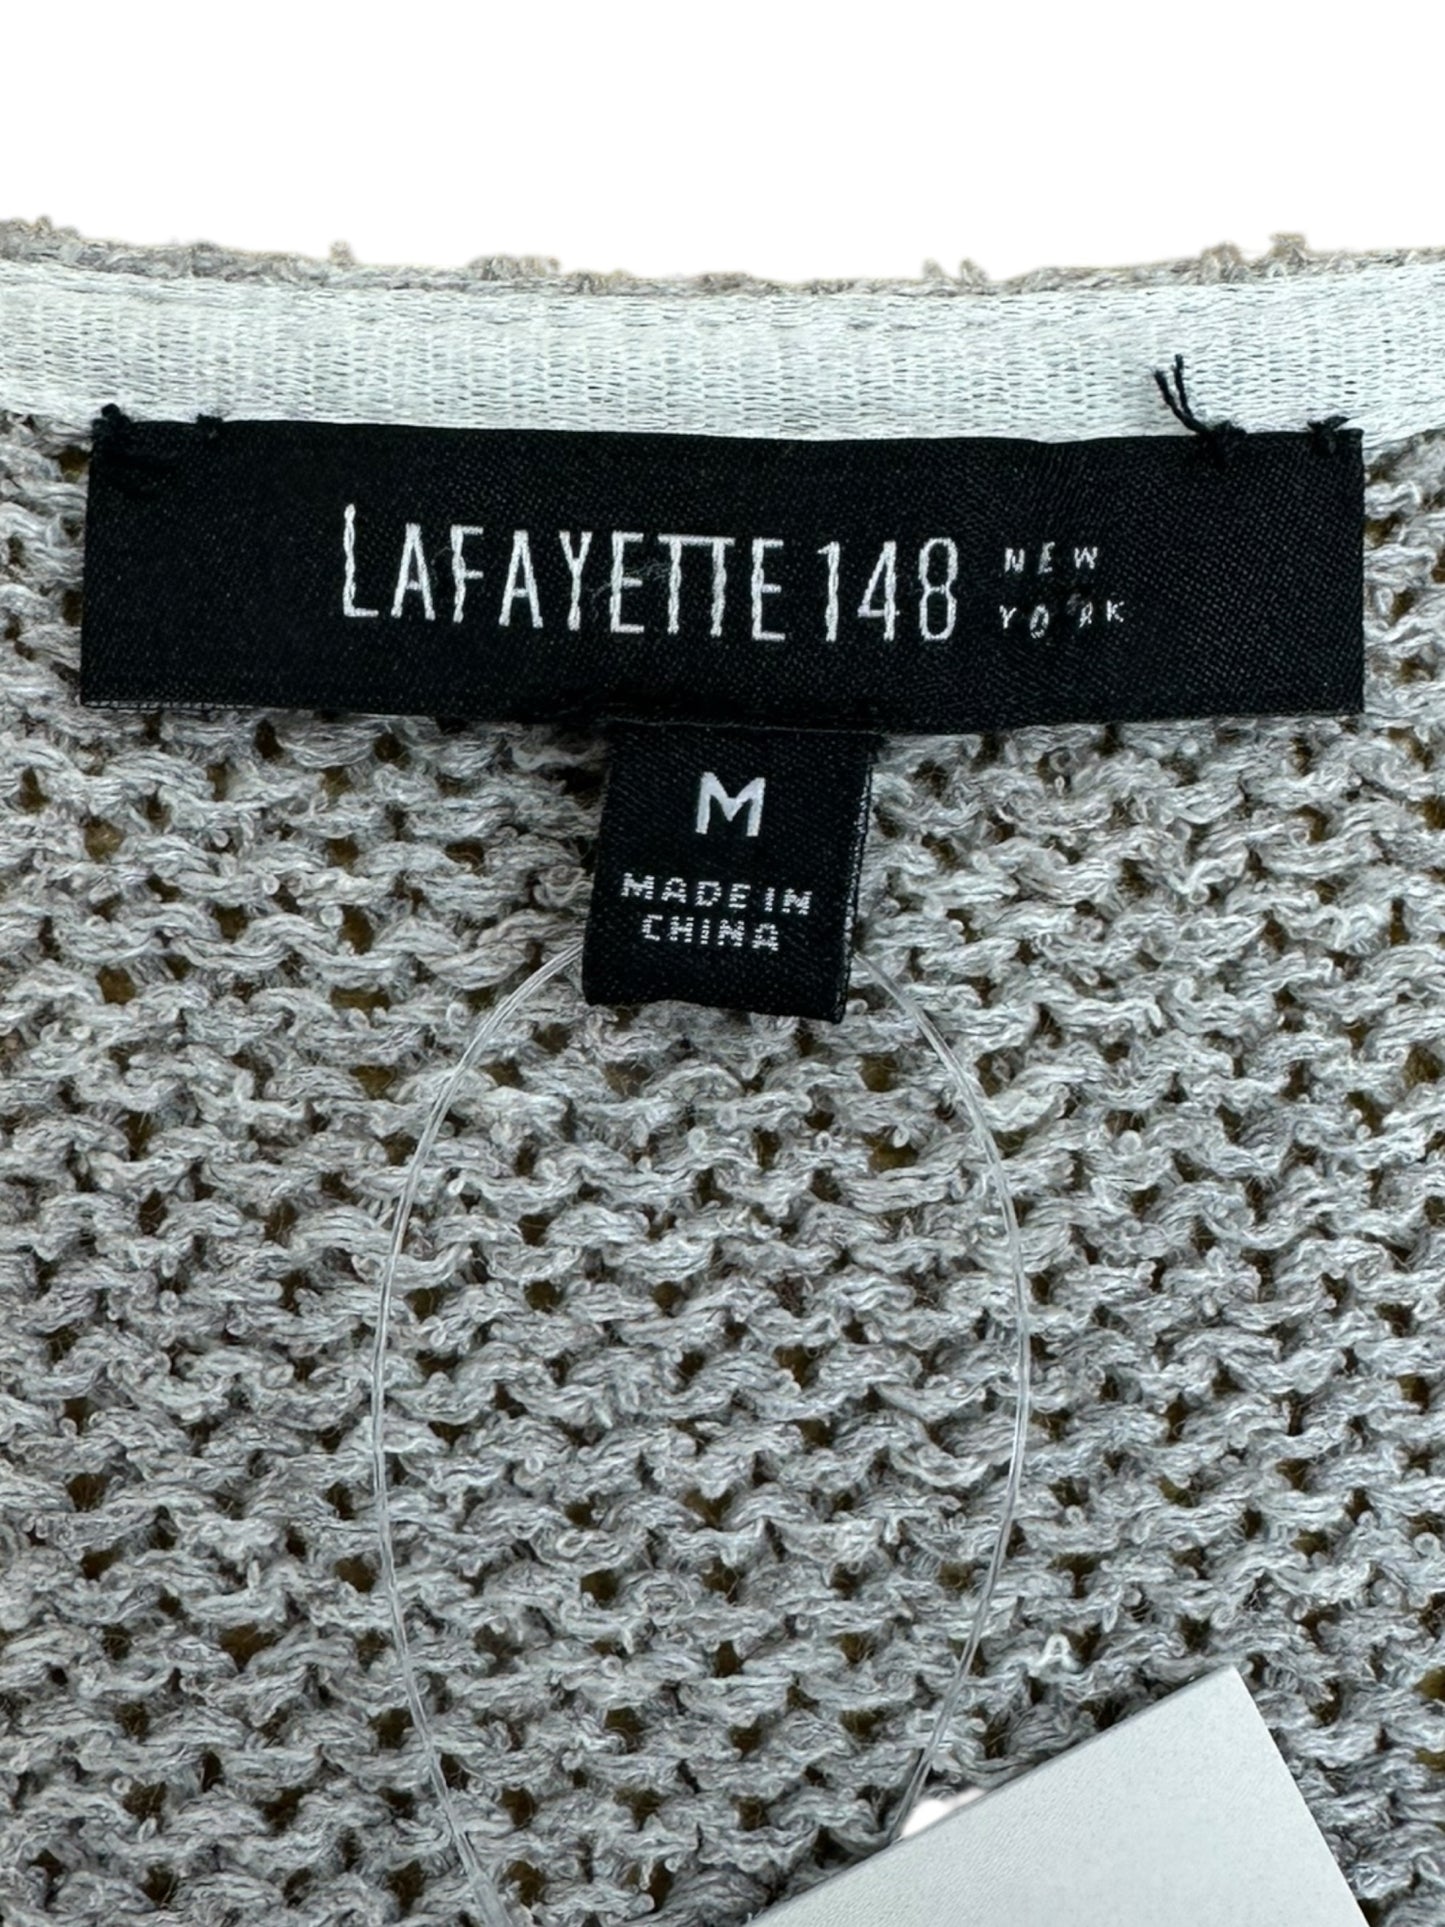 LAFAYETTE 148 NEW YORK
M
MADE IN
CHINA